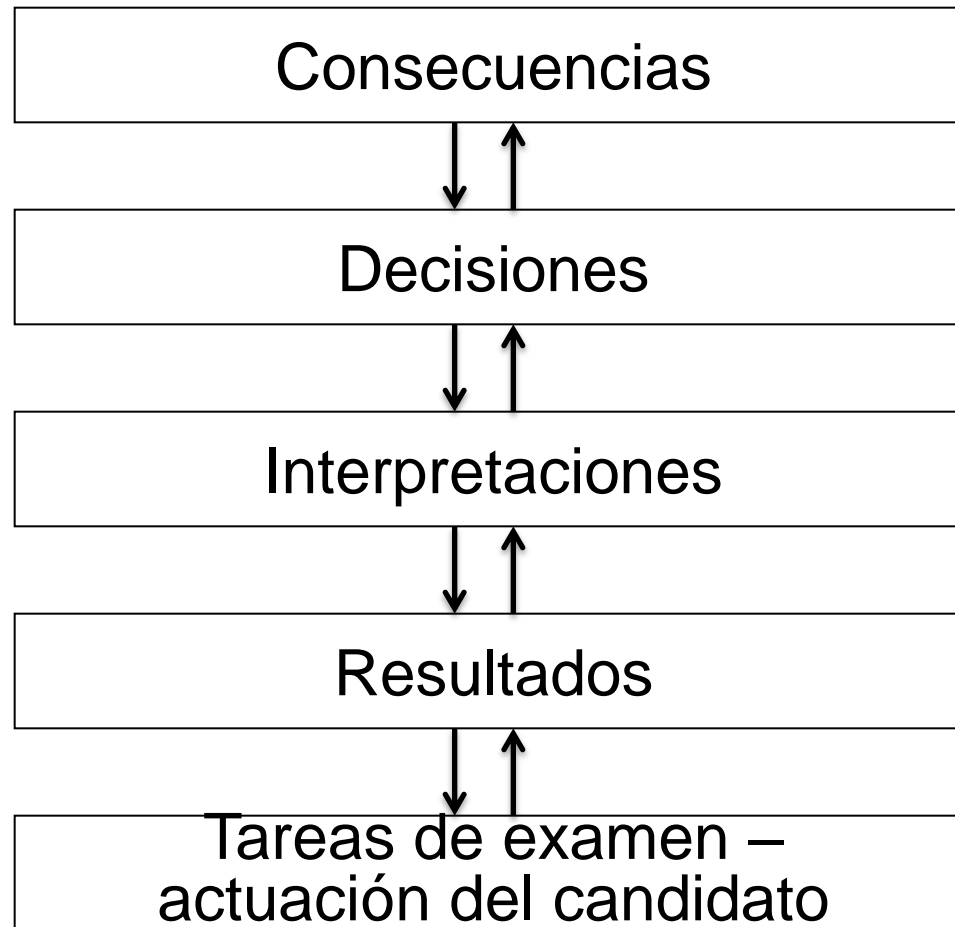 Consecuencias
Decisiones
Interpretaciones
Resultados
Tareas de examen –
actuación del candidato